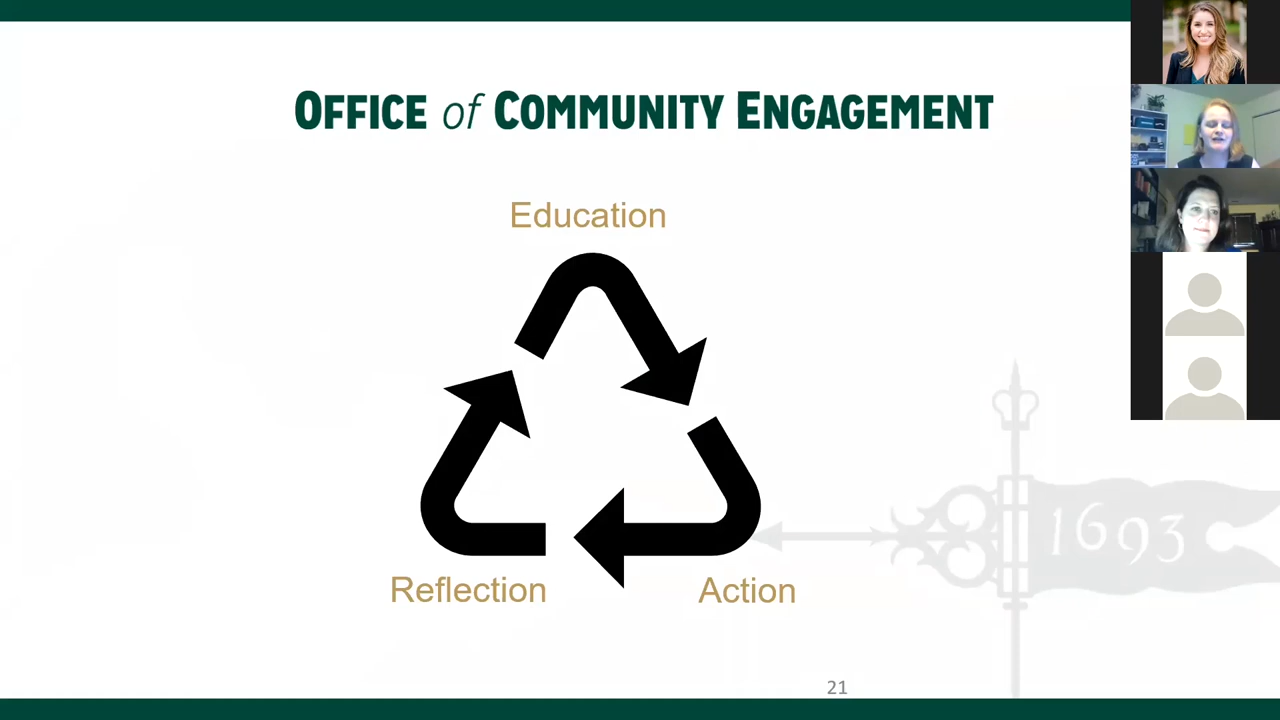 OFFICE of COMMUNITY ENGAGEMENT
Education
Reflection
Action
1693
21